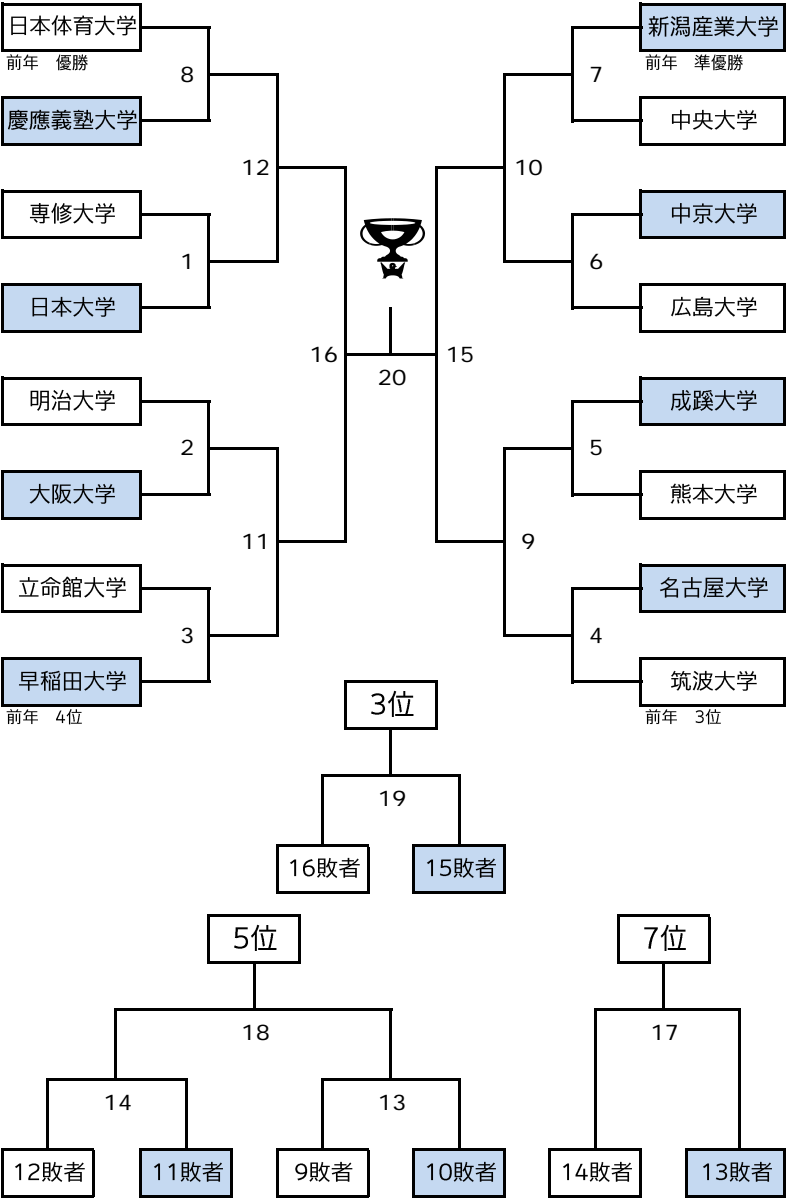 日本体育大学
前年　優勝
8
慶應義塾大学
12
専修大学
1
日本大学
16
明治大学
2
大阪大学
11
立命館大学
3
早稲田大学
前年　4位
20
新潟産業大学
前年　準優勝
7
中央大学
10
中京大学
6
広島大学
15
成蹊大学
5
熊本大学
9
名古屋大学
4
筑波大学
前年　3位
3位
19
16敗者
15敗者
5位
18
14
13
12敗者
11敗者
9敗者
10敗者
7位
17
14敗者
13敗者